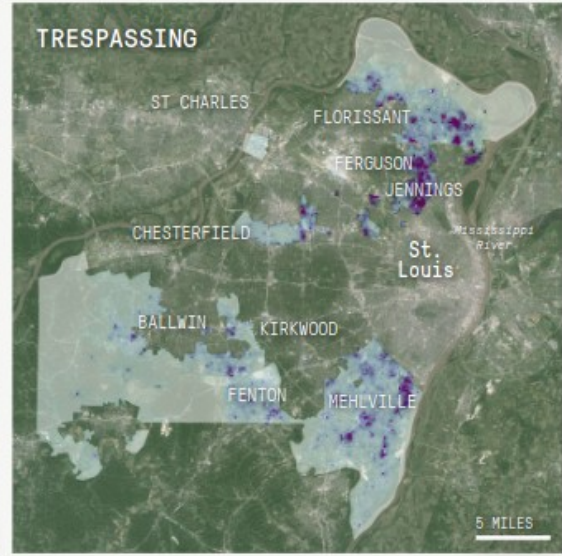 TRESPASSING
ST CHARLES
FLORISSANT
FERGUSON
JENNINGS
CHESTERFIELD
Mississippi
River
St.
Louis
BALLWIN
KIRKWOOD
FENTON
MEHLVILLE
5 MILES